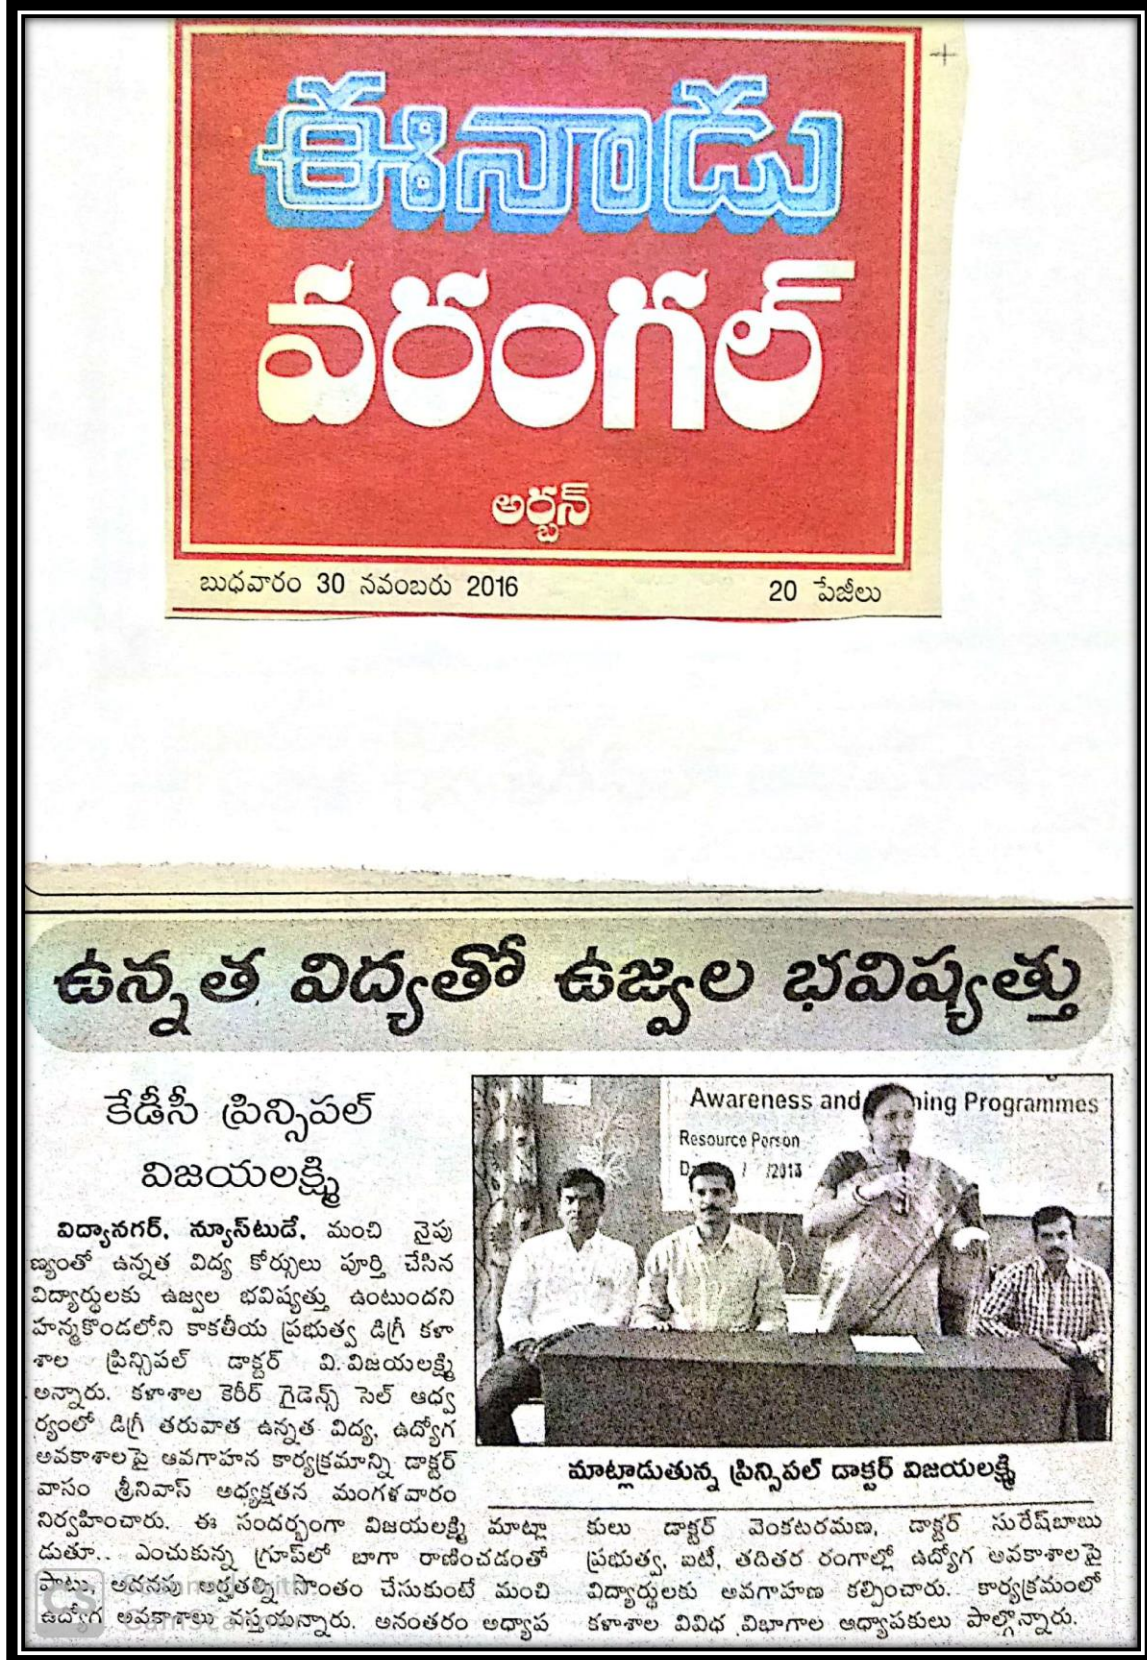 ఈనాడు
వరంగల్
అర్బన్
బుధవారం 30 నవంబరు 2016 20 పేజీలు
ఉన్నత విద్యతో ఉజ్వల భవిష్యత్తు
కేడీసీ ప్రిన్సిపల్
విజయలక్ష్మి
Awareness and ning Programmes
Resource Person
/ /2013
విద్యానగర్, న్యూస్‌టుడే, మంచి నైపు
ణ్యంతో ఉన్నత విద్య కోర్సులు పూర్తి చేసిన
విద్యార్థులకు ఉజ్వల భవిష్యత్తు ఉంటుందని
హన్మకొండలోని కాకతీయ ప్రభుత్వ డిగ్రీ కళా
శాల ప్రిన్సిపల్ డాక్టర్ వి.విజయలక్ష్మి
అన్నారు. కళాశాల కెరీర్ గైడెన్స్ సెల్ ఆధ్వ
ర్యంలో డిగ్రీ తరువాత ఉన్నత విద్య, ఉద్యోగ
అవకాశాలపై అవగాహన కార్యక్రమాన్ని డాక్టర్
వాసం శ్రీనివాస్ అధ్యక్షతన మంగళవారం
నిర్వహించారు. ఈ సందర్భంగా విజయలక్ష్మి మాట్లా
డుతూ.. ఎంచుకున్న గ్రూప్‌లో బాగా రాణించడంతో
పాటు, అదనపు అర్హతల్ని సొంతం చేసుకుంటే మంచి
ఉద్యోగ అవకాశాలు వస్తయన్నారు. అనంతరం అధ్యాప
మాట్లాడుతున్న ప్రిన్సిపల్ డాక్టర్ విజయలక్ష్మి
కులు డాక్టర్ వెంకటరమణ, డాక్టర్ సురేష్‌బాబు
ప్రభుత్వ, ఐటీ, తదితర రంగాల్లో ఉద్యోగ అవకాశాలపై
విద్యార్థులకు అవగాహణ కల్పించారు. కార్యక్రమంలో
కళాశాల వివిధ విభాగాల అధ్యాపకులు పాల్గొన్నారు.
CS